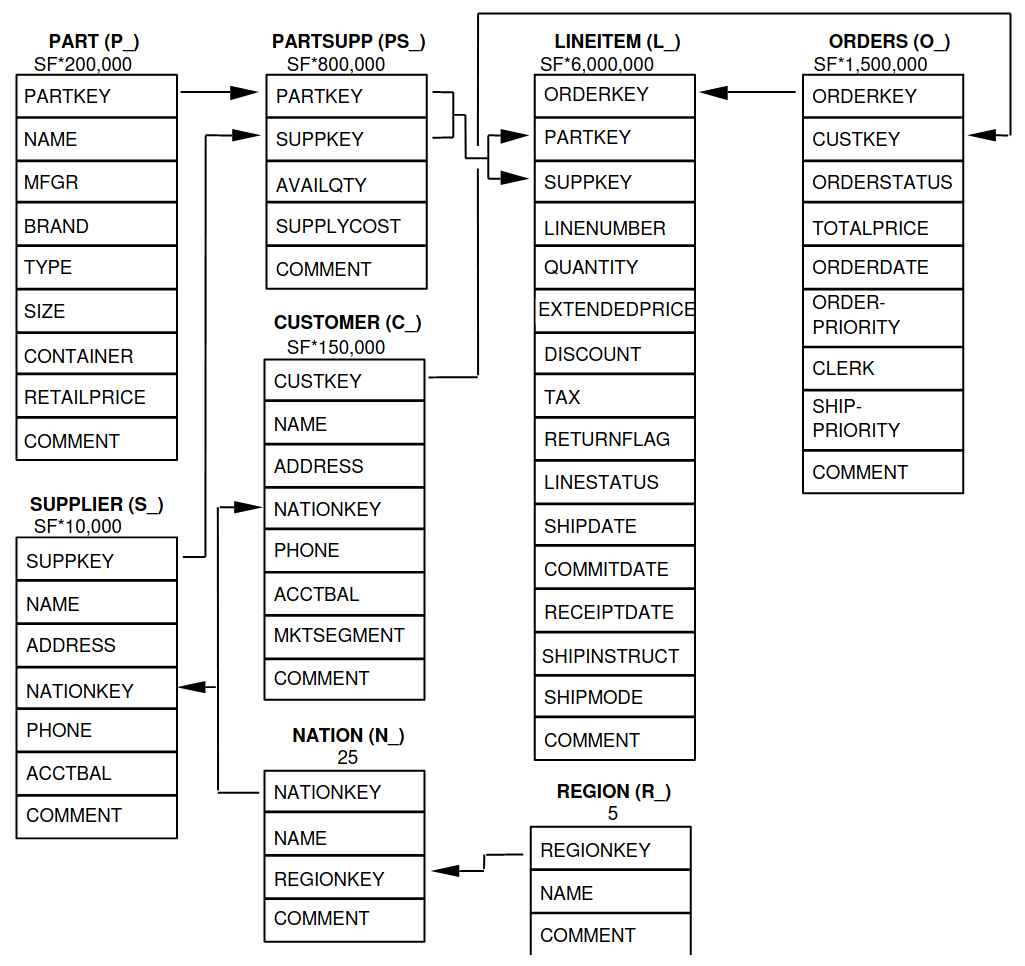 PART (P_)
SF*200,000
PARTKEY
NAME
MFGR
BRAND
TYPE
SIZE
CONTAINER
RETAILPRICE
COMMENT
SUPPLIER (S_)
SF*10,000
SUPPKEY
NAME
ADDRESS
NATIONKEY
PHONE
ACCTBAL
COMMENT
PARTSUPP (PS_)
SF*800,000
PARTKEY
SUPPKEY
AVAILQTY
SUPPLYCOST
COMMENT
CUSTOMER (C_)
SF*150,000
CUSTKEY
NAME
ADDRESS
NATIONKEY
PHONE
ACCTBAL
MKTSEGMENT
COMMENT
NATION (N_)
25
NATIONKEY
NAME
REGIONKEY
COMMENT
LINEITEM (L_)
SF*6,000,000
ORDERKEY
PARTKEY
SUPPKEY
LINENUMBER
QUANTITY
EXTENDEDPRICE
DISCOUNT
TAX
RETURNFLAG
LINESTATUS
SHIPDATE
COMMITDATE
RECEIPTDATE
SHIPINSTRUCT
SHIPMODE
COMMENT
REGION (R_)
5
REGIONKEY
NAME
COMMENT
ORDERS (O_)
SF*1,500,000
ORDERKEY
CUSTKEY
ORDERSTATUS
TOTALPRICE
ORDERDATE
ORDER-
PRIORITY
CLERK
SHIP-
PRIORITY
COMMENT